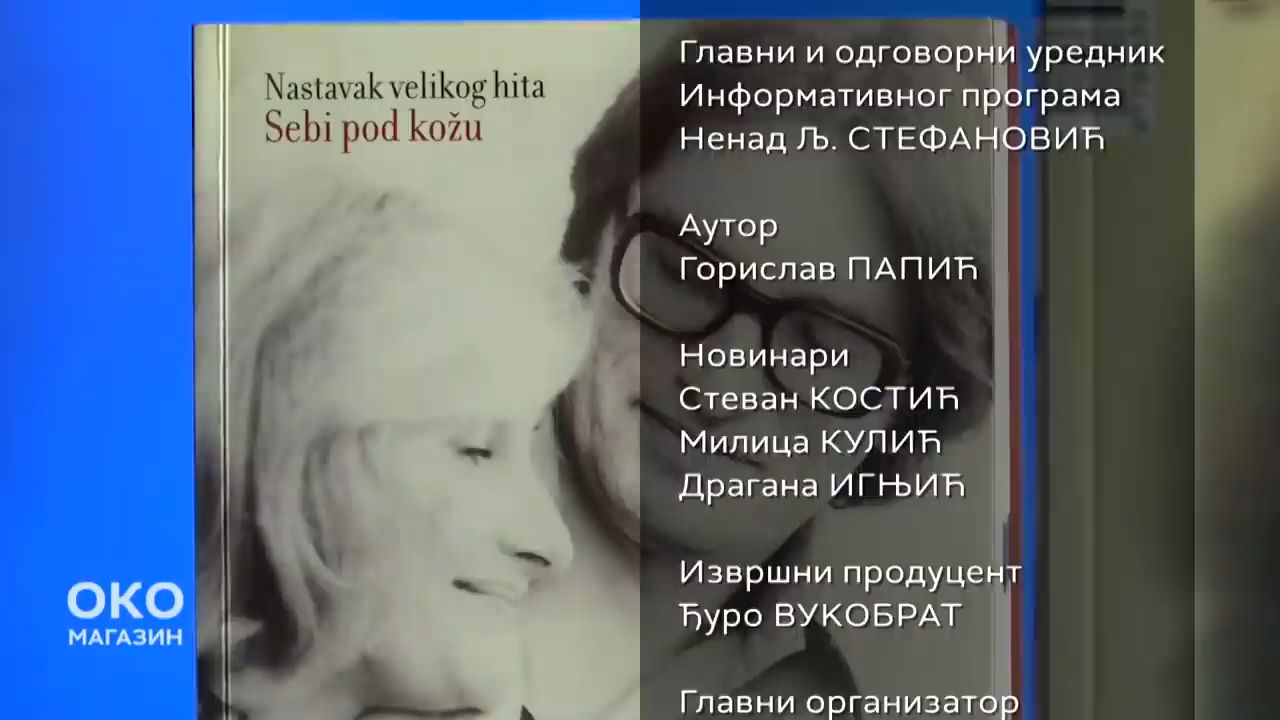 Nastavak velikog hita
Sebi pod kožu
Главни и одговорни уредник
Информативног програма
Ненад Љ. СТЕФАНОВИЋ
Аутор
Горислав ПАПИЋ
Новинари
Стеван КОСТИЋ
Милица КУЛИЋ
Драгана ИГЊИЋ
Извршни продуцент
Ђуро ВУКОБРАТ
Главни организатор
ОКО
МАГАЗИН